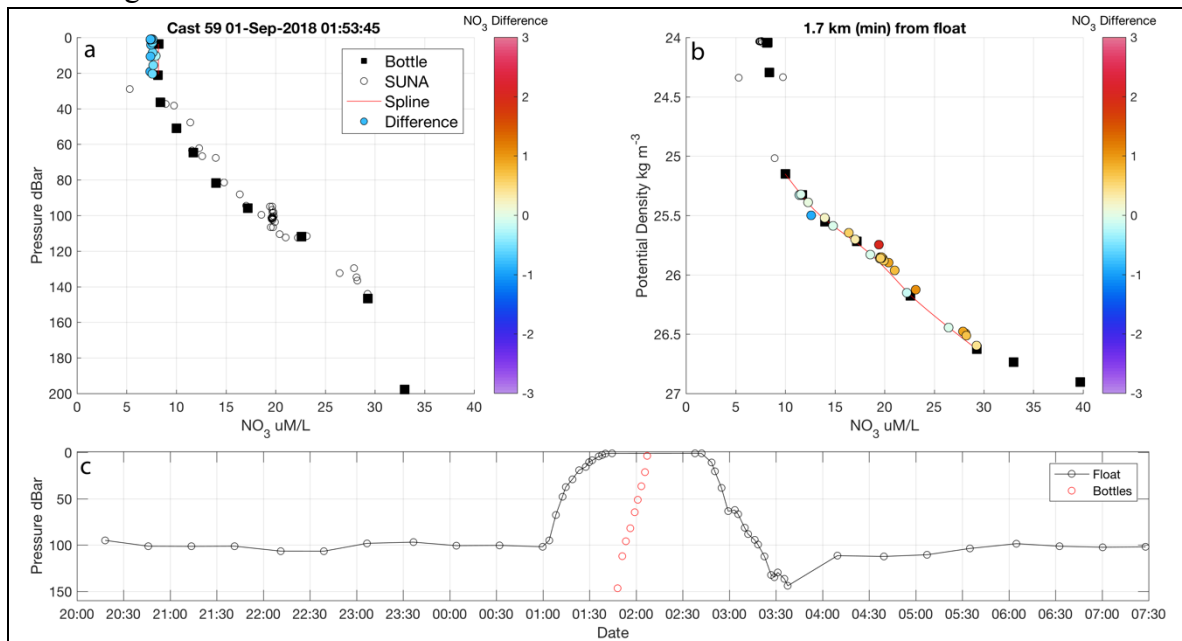 Cast 59 01-Sep-2018 01:53:45
a
Bottle
SUNA
Spline
Difference
0
20
40
60
80
100
120
140
160
180
200
Pressure dBar
0 5 10 15 20 25 30 35 40
NO3 uM/L
NO3 Difference
3
2
1
0
-1
-2
-3
1.7 km (min) from float
b
24
24.5
25
25.5
26
26.5
27
Potential Density kg m-3
0 5 10 15 20 25 30 35 40
NO3 uM/L
NO3 Difference
3
2
1
0
-1
-2
-3
c
Float
Bottles
0
50
100
150
Pressure dBar
20:00 20:30 21:00 21:30 22:00 22:30 23:00 23:30 00:00 00:30 01:00 01:30 02:00 02:30 03:00 03:30 04:00 04:30 05:00 05:30 06:00 06:30 07:00 07:30
Date